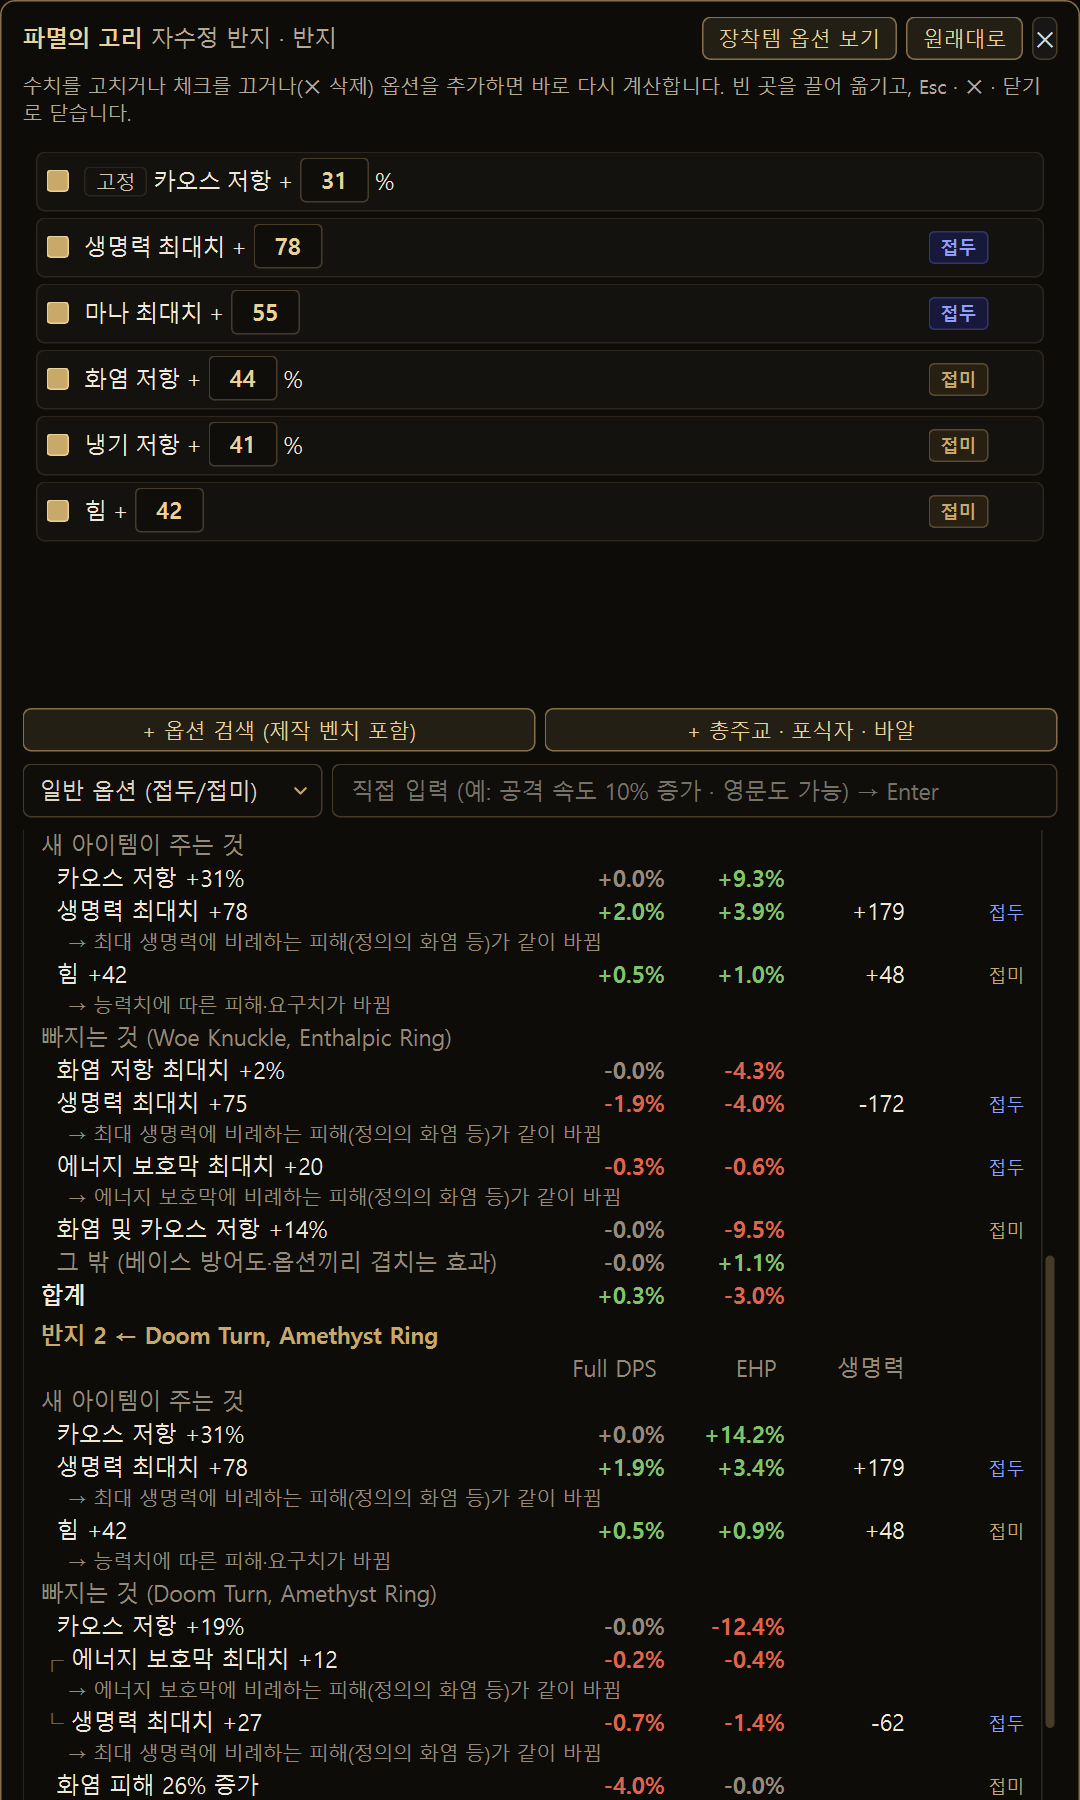 파멸의 고리 자수정 반지 · 반지 장착템 옵션 보기 원래대로 ×
수치를 고치거나 체크를 끄거나(× 삭제) 옵션을 추가하면 바로 다시 계산합니다. 빈 곳을 끌어 옮기고, Esc · × · 닫기
로 닫습니다.
고정 카오스 저항 + 31 %
생명력 최대치 + 78 접두
마나 최대치 + 55 접두
화염 저항 + 44 % 접미
냉기 저항 + 41 % 접미
힘 + 42 접미
+ 옵션 검색 (제작 벤치 포함) + 총주교 · 포식자 · 바알
일반 옵션 (접두/접미) 직접 입력 (예: 공격 속도 10% 증가 · 영문도 가능) → Enter
새 아이템이 주는 것
카오스 저항 +31% +0.0% +9.3%
생명력 최대치 +78 +2.0% +3.9% +179 접두
→ 최대 생명력에 비례하는 피해(정의의 화염 등)가 같이 바뀜
힘 +42 +0.5% +1.0% +48 접미
→ 능력치에 따른 피해·요구치가 바뀜
빠지는 것 (Woe Knuckle, Enthalpic Ring)
화염 저항 최대치 +2% -0.0% -4.3%
생명력 최대치 +75 -1.9% -4.0% -172 접두
→ 최대 생명력에 비례하는 피해(정의의 화염 등)가 같이 바뀜
에너지 보호막 최대치 +20 -0.3% -0.6% 접두
→ 에너지 보호막에 비례하는 피해(정의의 화염 등)가 같이 바뀜
화염 및 카오스 저항 +14% -0.0% -9.5% 접미
그 밖 (베이스 방어도·옵션끼리 겹치는 효과) -0.0% +1.1%
합계 +0.3% -3.0%
반지 2 ← Doom Turn, Amethyst Ring
Full DPS EHP 생명력
새 아이템이 주는 것
카오스 저항 +31% +0.0% +14.2%
생명력 최대치 +78 +1.9% +3.4% +179 접두
→ 최대 생명력에 비례하는 피해(정의의 화염 등)가 같이 바뀜
힘 +42 +0.5% +0.9% +48 접미
→ 능력치에 따른 피해·요구치가 바뀜
빠지는 것 (Doom Turn, Amethyst Ring)
카오스 저항 +19% -0.0% -12.4%
┌ 에너지 보호막 최대치 +12 -0.2% -0.4%
→ 에너지 보호막에 비례하는 피해(정의의 화염 등)가 같이 바뀜
└ 생명력 최대치 +27 -0.7% -1.4% -62 접두
→ 최대 생명력에 비례하는 피해(정의의 화염 등)가 같이 바뀜
화염 피해 26% 증가 -4.0% -0.0% 접미